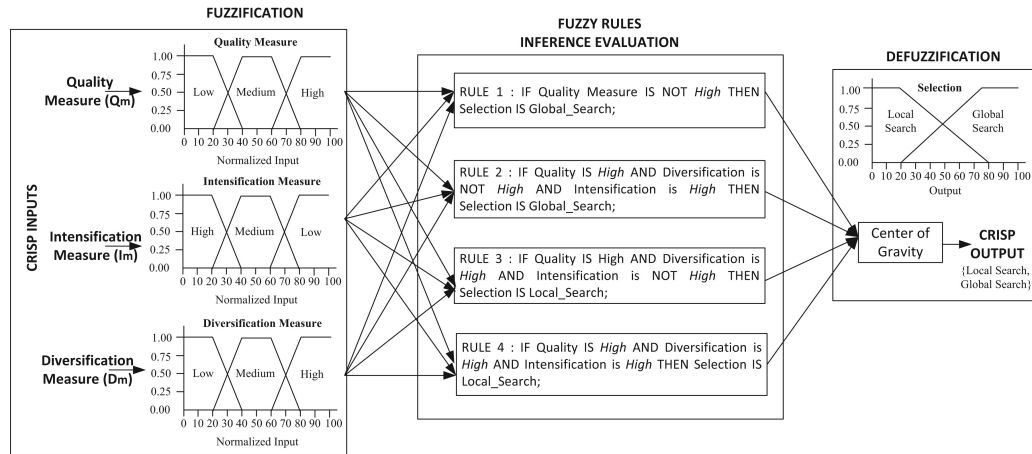 FUZZIFICATION
CRISP INPUTS
Quality
Measure (Qm)
Quality Measure
1.00
0.75
0.50
0.25
0.00
Low
Medium
High
0 10 20 30 40 50 60 70 80 90 100
Normalized Input
Intensification
Measure (Im)
Intensification Measure
1.00
0.75
0.50
0.25
0.00
High
Medium
Low
0 10 20 30 40 50 60 70 80 90 100
Normalized Input
Diversification
Measure (Dm)
Diversification Measure
1.00
0.75
0.50
0.25
0.00
Low
Medium
High
0 10 20 30 40 50 60 70 80 90 100
Normalized Input
FUZZY RULES
INFERENCE EVALUATION
RULE 1 : IF Quality Measure IS NOT High THEN
Selection IS Global_Search;
RULE 2 : IF Quality IS High AND Diversification is
NOT High AND Intensification is High THEN
Selection IS Global_Search;
RULE 3 : IF Quality IS High AND Diversification is
High AND Intensification is NOT High THEN
Selection IS Local_Search;
RULE 4 : IF Quality IS High AND Diversification is
High AND Intensification is High THEN Selection IS
Local_Search;
DEFUZZIFICATION
Selection
1.00
0.75
0.50
0.25
0.00
Local
Search
Global
Search
0 10 20 30 40 50 60 70 80 90 100
Output
Center of
Gravity
CRISP
OUTPUT
{Local Search,
Global Search}